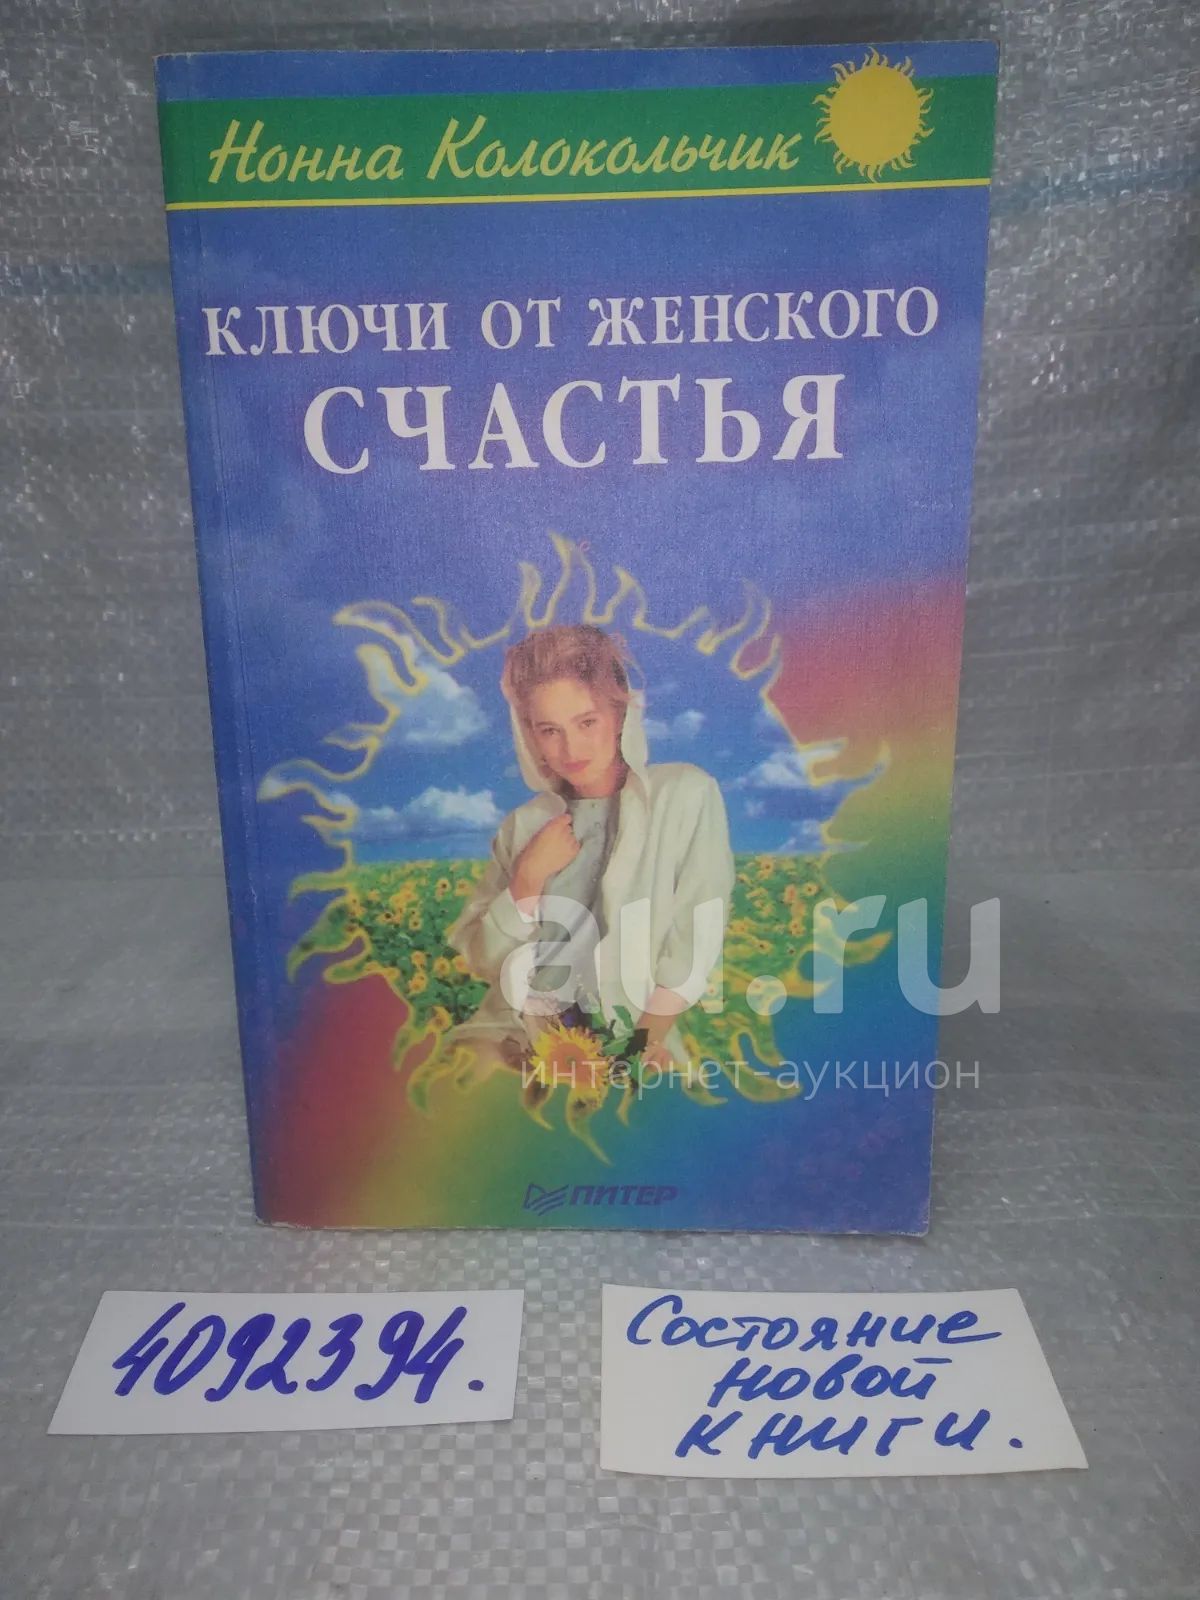 Нонна Колокольчик
КЛЮЧИ ОТ ЖЕНСКОГО
СЧАСТЬЯ
au.ru
интернет-аукцион
ПИТЕР
4092394.
Состояние
новой
книги.